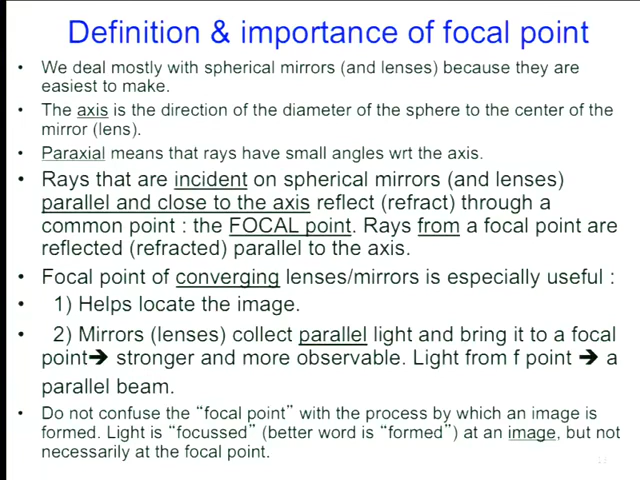 Definition & importance of focal point
• We deal mostly with spherical mirrors (and lenses) because they are
easiest to make.
• The axis is the direction of the diameter of the sphere to the center of the
mirror (lens).
• Paraxial means that rays have small angles wrt the axis.
• Rays that are incident on spherical mirrors (and lenses)
parallel and close to the axis reflect (refract) through a
common point : the FOCAL point. Rays from a focal point are
reflected (refracted) parallel to the axis.
• Focal point of converging lenses/mirrors is especially useful :
• 1) Helps locate the image.
• 2) Mirrors (lenses) collect parallel light and bring it to a focal
point➔ stronger and more observable. Light from f point ➔ a
parallel beam.
• Do not confuse the “focal point” with the process by which an image is
formed. Light is “focussed” (better word is “formed”) at an image, but not
necessarily at the focal point.